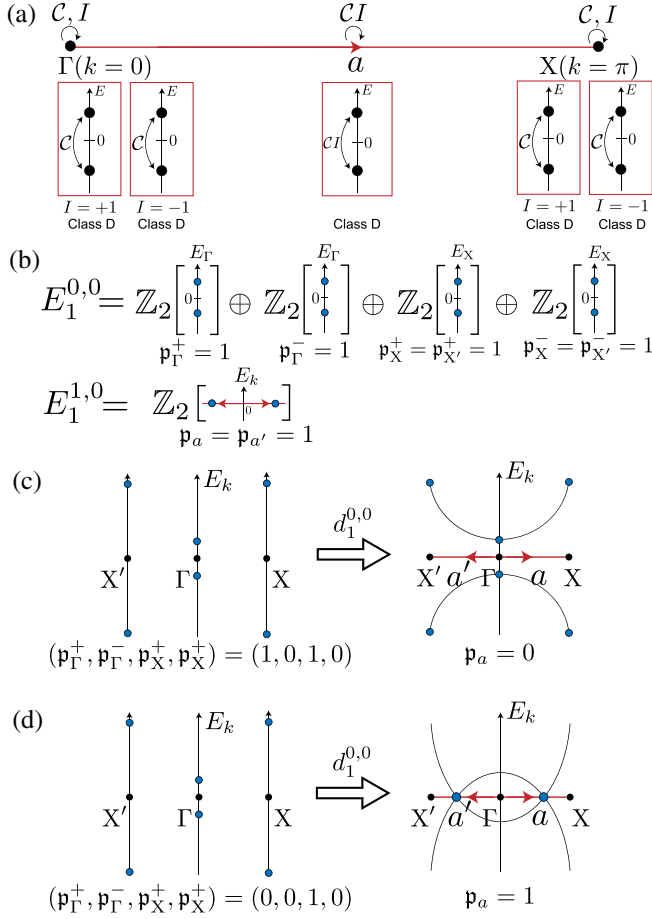 (a)
𝒞, I
𝒞I
𝒞, I
Γ(k = 0)
a
X(k = π)
E
𝒞
0
E
𝒞
0
E
𝒞I
0
E
𝒞
0
E
𝒞
0
I = +1
I = −1
I = +1
I = −1
Class D
Class D
Class D
Class D
Class D
(b)
E_1^{0,0} = ℤ_2 [ E_Γ 0 ] ⊕ ℤ_2 [ E_Γ 0 ] ⊕ ℤ_2 [ E_X 0 ] ⊕ ℤ_2 [ E_X 0 ]
𝔭_Γ^+ = 1
𝔭_Γ^− = 1
𝔭_X^+ = 𝔭_{X′}^+ = 1
𝔭_X^− = 𝔭_{X′}^− = 1
E_1^{1,0} = ℤ_2 [ E_k 0 ]
𝔭_a = 𝔭_{a′} = 1
(c)
E_k
d_1^{0,0}
E_k
X′
Γ
X
X′
a′
Γ
a
X
(𝔭_Γ^+, 𝔭_Γ^−, 𝔭_X^+, 𝔭_X^+) = (1, 0, 1, 0)
𝔭_a = 0
(d)
E_k
d_1^{0,0}
E_k
X′
Γ
X
X′
a′
Γ
a
X
(𝔭_Γ^+, 𝔭_Γ^−, 𝔭_X^+, 𝔭_X^+) = (0, 0, 1, 0)
𝔭_a = 1